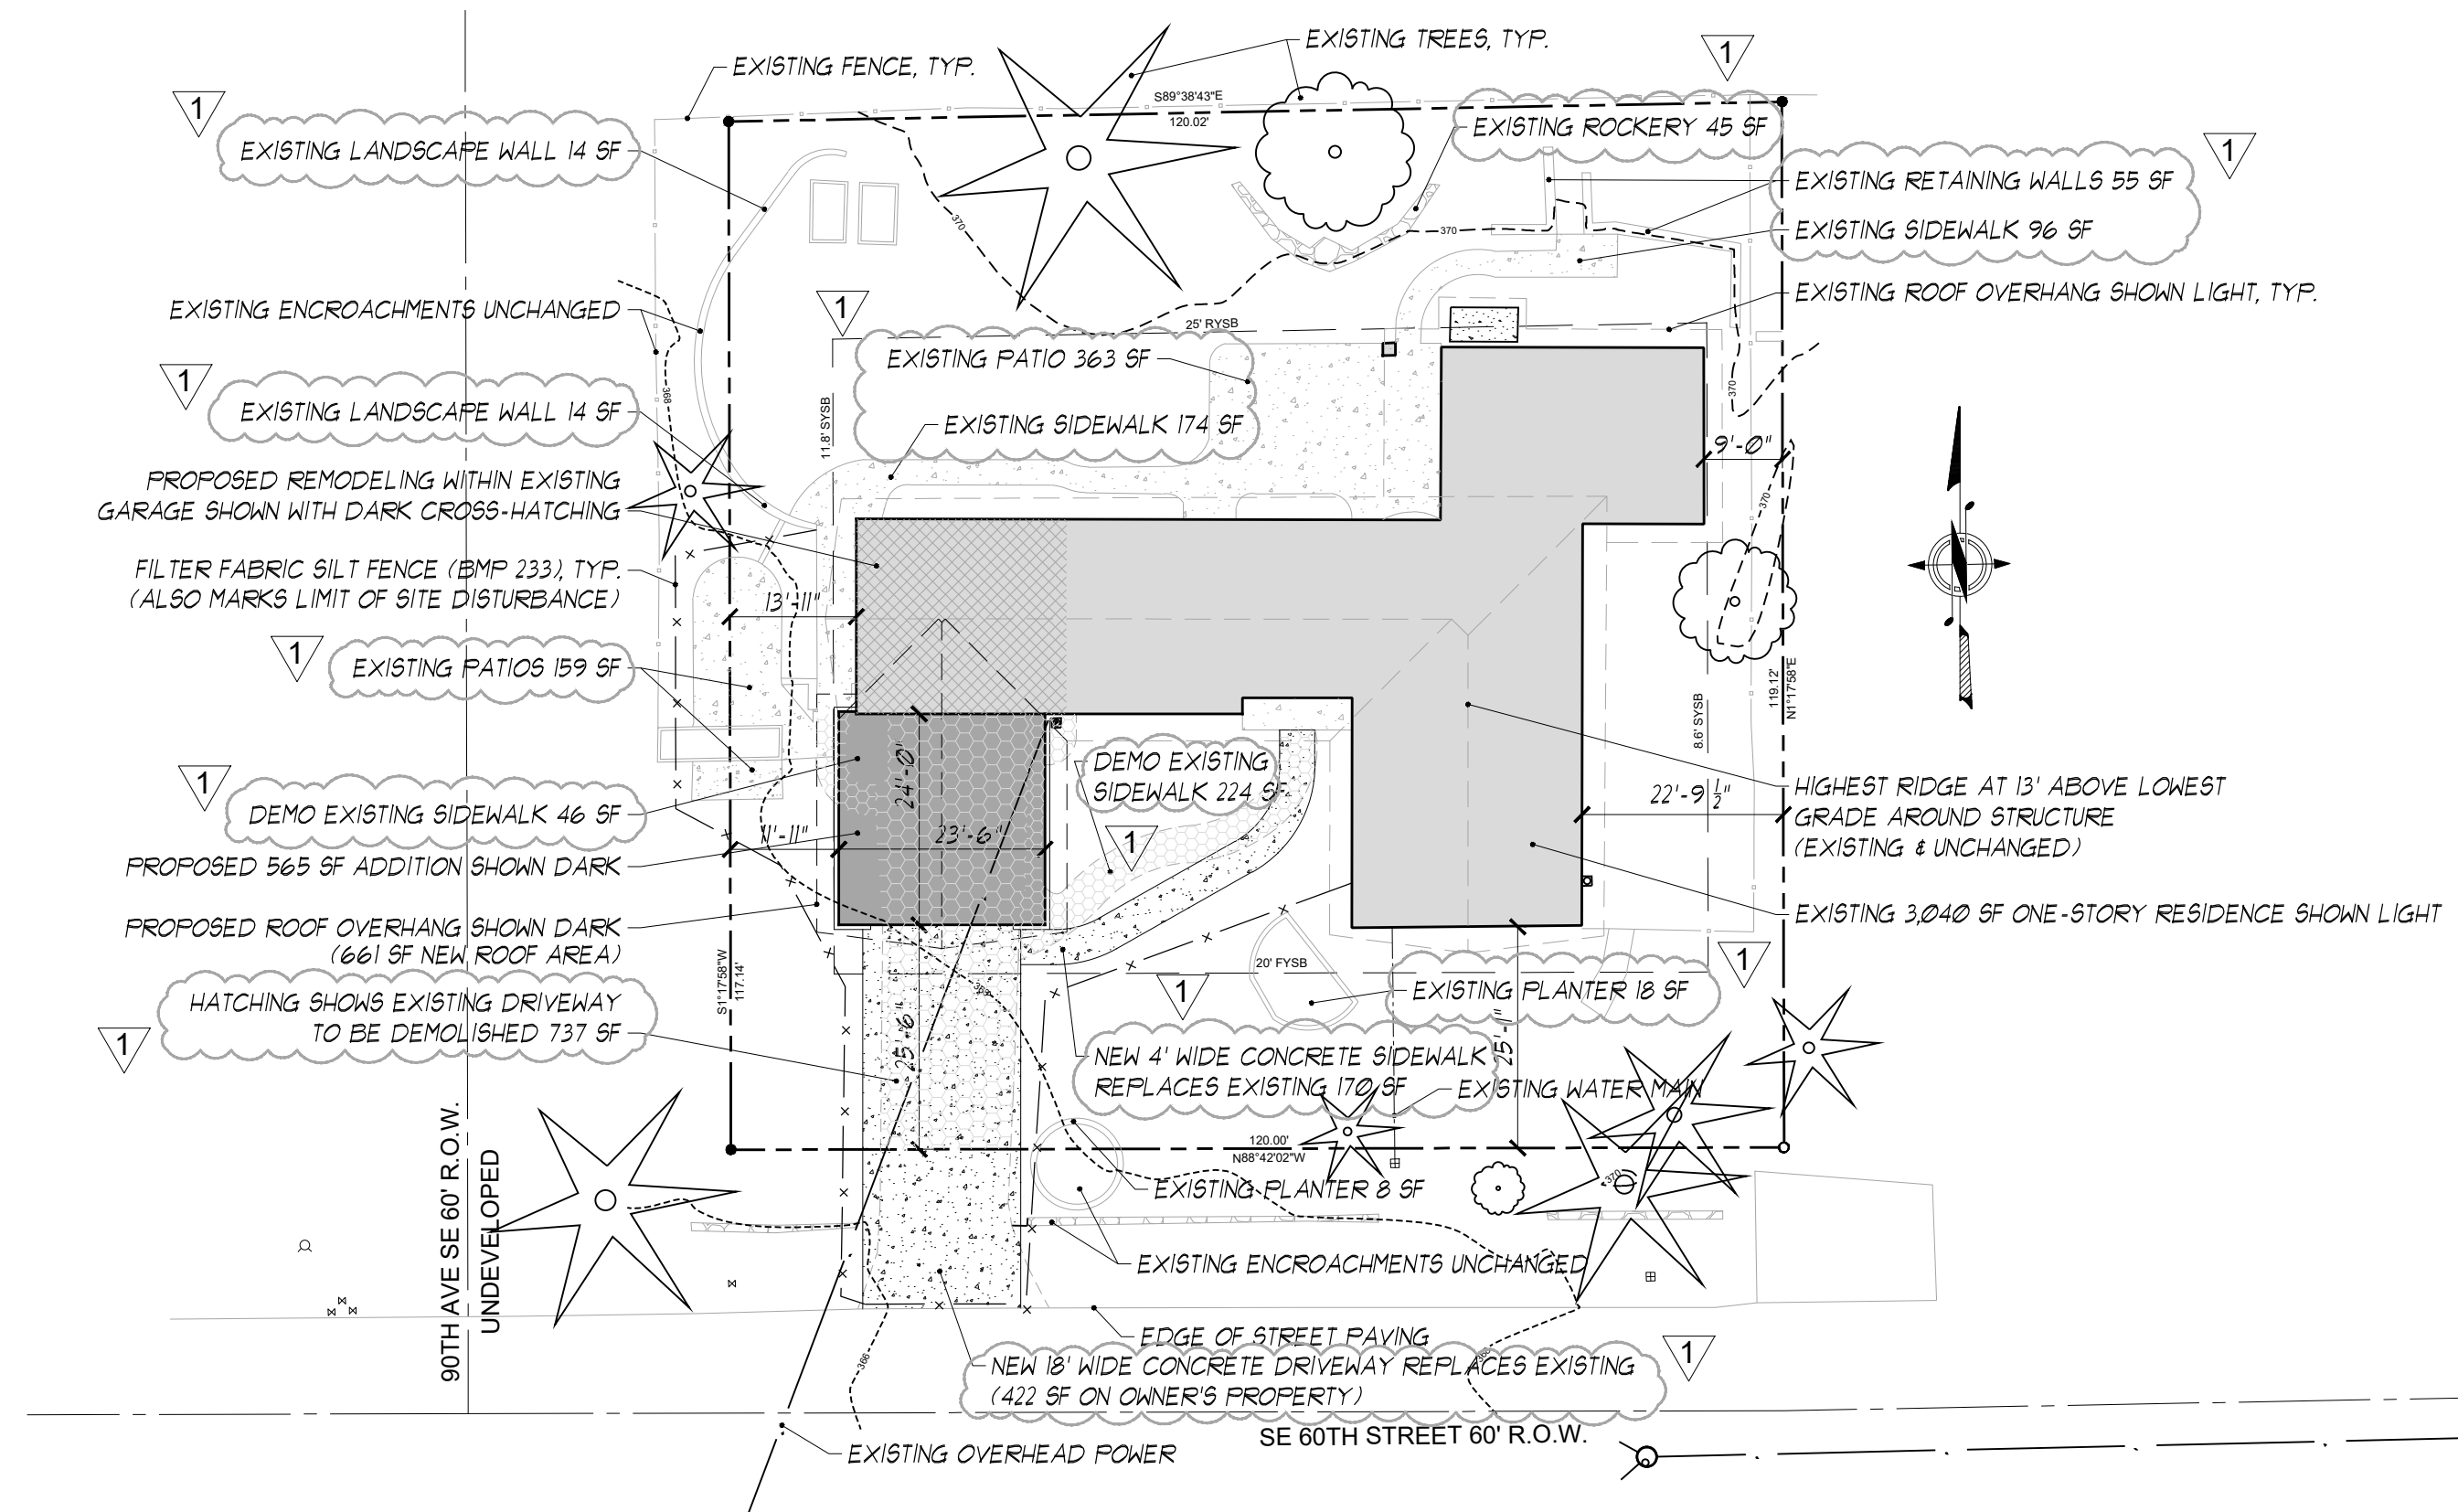 EXISTING TREES, TYP.
EXISTING FENCE, TYP.
1
1
S89°38'43"E
120.02'
EXISTING ROCKERY 45 SF
EXISTING LANDSCAPE WALL 14 SF
1
EXISTING RETAINING WALLS 55 SF
EXISTING SIDEWALK 96 SF
370
370
EXISTING ENCROACHMENTS UNCHANGED
EXISTING ROOF OVERHANG SHOWN LIGHT, TYP.
1
25' RYSB
EXISTING PATIO 363 SF
1
368
370
EXISTING LANDSCAPE WALL 14 SF
11.8' SYSB
EXISTING SIDEWALK 174 SF
9'-0"
PROPOSED REMODELING WITHIN EXISTING
GARAGE SHOWN WITH DARK CROSS-HATCHING
370
FILTER FABRIC SILT FENCE (BMP 233), TYP.
(ALSO MARKS LIMIT OF SITE DISTURBANCE)
13'-11"
1
EXISTING PATIOS 159 SF
119.12'
N1°17'58"E
8.6' SYSB
1
DEMO EXISTING
SIDEWALK 224 SF
24'-0"
HIGHEST RIDGE AT 13' ABOVE LOWEST
GRADE AROUND STRUCTURE
(EXISTING & UNCHANGED)
22'-9 1/2"
DEMO EXISTING SIDEWALK 46 SF
11'-11"
23'-6"
1
PROPOSED 565 SF ADDITION SHOWN DARK
EXISTING 3,040 SF ONE-STORY RESIDENCE SHOWN LIGHT
PROPOSED ROOF OVERHANG SHOWN DARK
(661 SF NEW ROOF AREA)
S1°17'58"W
117.14'
20' FYSB
1
1
EXISTING PLANTER 18 SF
HATCHING SHOWS EXISTING DRIVEWAY
TO BE DEMOLISHED 737 SF
1
25'-6"
25'-1"
NEW 4' WIDE CONCRETE SIDEWALK
REPLACES EXISTING 170 SF
EXISTING WATER MAIN
120.00'
N88°42'02"W
370
EXISTING PLANTER 8 SF
90TH AVE SE 60' R.O.W.
UNDEVELOPED
EXISTING ENCROACHMENTS UNCHANGED
EDGE OF STREET PAVING
1
366
NEW 18' WIDE CONCRETE DRIVEWAY REPLACES EXISTING
(422 SF ON OWNER'S PROPERTY)
SE 60TH STREET 60' R.O.W.
EXISTING OVERHEAD POWER